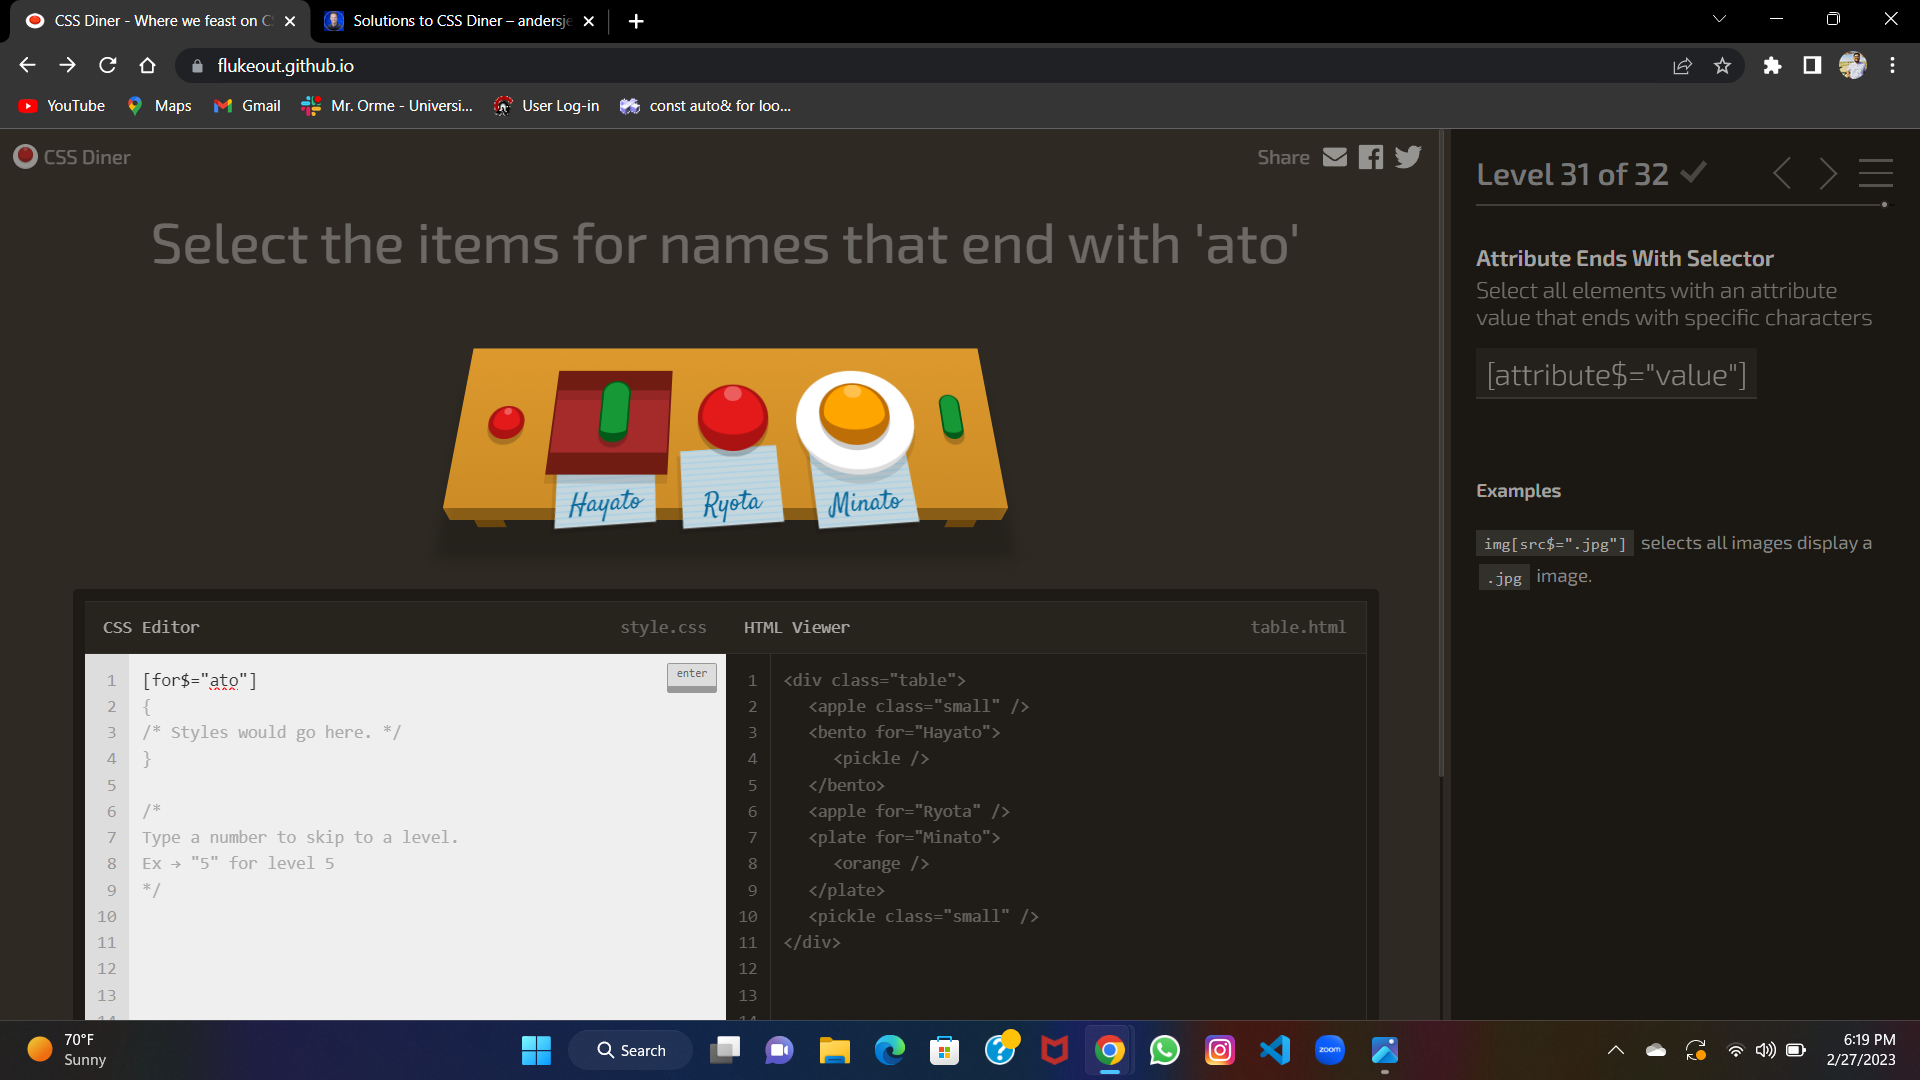 CSS Diner - Where we feast on C
Solutions to CSS Diner – andersje
flukeout.github.io
YouTube
Maps
Gmail
Mr. Orme - Universi...
User Log-in
const auto& for loo...
CSS Diner
Share
Select the items for names that end with 'ato'
Hayato
Ryota
Minato
CSS Editor
style.css
HTML Viewer
table.html
1 [for$="ato"]
enter
2 {
3 /* Styles would go here. */
4 }
5
6 /*
7 Type a number to skip to a level.
8 Ex → "5" for level 5
9 */
10
11
12
13
14
1 <div class="table">
2 <apple class="small" />
3 <bento for="Hayato">
4 <pickle />
5 </bento>
6 <apple for="Ryota" />
7 <plate for="Minato">
8 <orange />
9 </plate>
10 <pickle class="small" />
11 </div>
12
13
14
Level 31 of 32
Attribute Ends With Selector
Select all elements with an attribute
value that ends with specific characters
[attribute$="value"]
Examples
img[src$=".jpg"] selects all images display a
.jpg image.
70°F
Sunny
Search
zoom
6:19 PM
2/27/2023